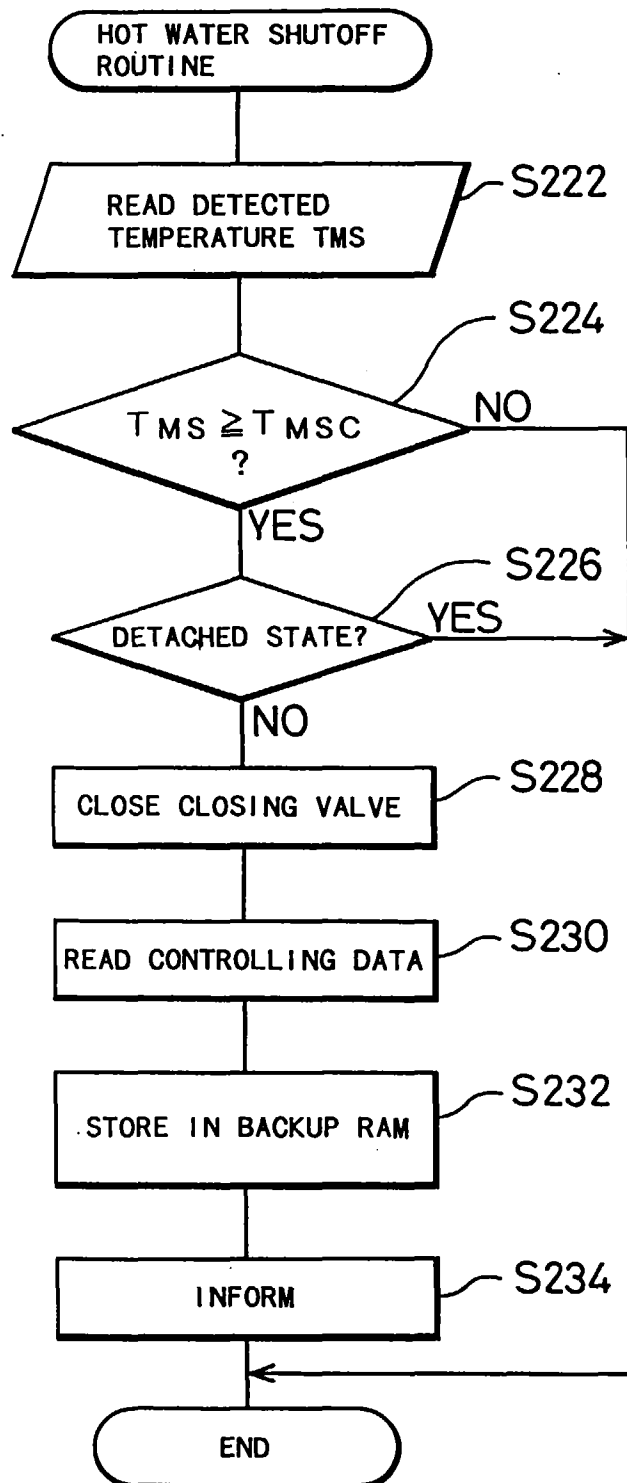 HOT WATER SHUTOFF
ROUTINE
S222
READ DETECTED
TEMPERATURE TMS
S224
TMS ≧ TMSC
?
NO
YES
S226
DETACHED STATE?
YES
NO
S228
CLOSE CLOSING VALVE
S230
READ CONTROLLING DATA
S232
STORE IN BACKUP RAM
S234
INFORM
END